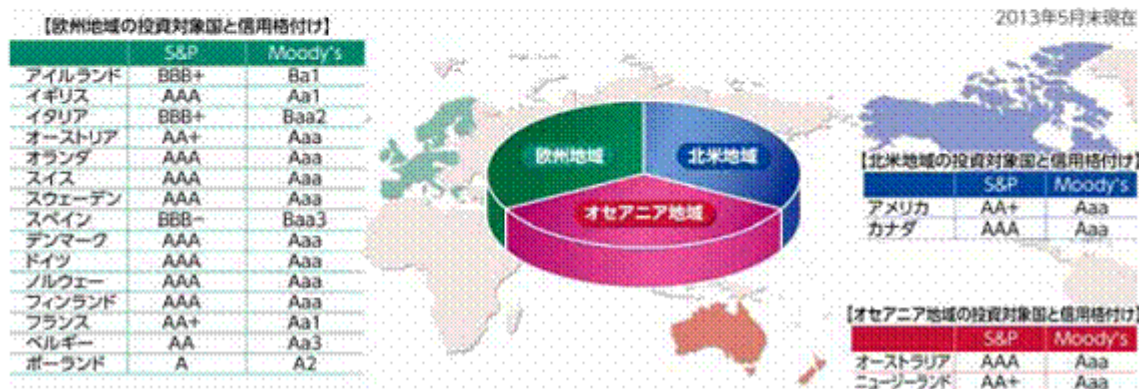 2013年5月末現在
【欧州地域の投資対象国と信用格付け】
S&P Moody's
アイルランド BBB+ Ba1
イギリス AAA Aa1
イタリア BBB+ Baa2
オーストリア AA+ Aaa
オランダ AAA Aaa
スイス AAA Aaa
スウェーデン AAA Aaa
スペイン BBB- Baa3
デンマーク AAA Aaa
ドイツ AAA Aaa
ノルウェー AAA Aaa
フィンランド AAA Aaa
フランス AA+ Aa1
ベルギー AA Aa3
ポーランド A A2
欧州地域
北米地域
オセアニア地域
【北米地域の投資対象国と信用格付け】
S&P Moody's
アメリカ AA+ Aaa
カナダ AAA Aaa
【オセアニア地域の投資対象国と信用格付け】
S&P Moody's
オーストラリア AAA Aaa
ニュージーランド AA+ Aaa